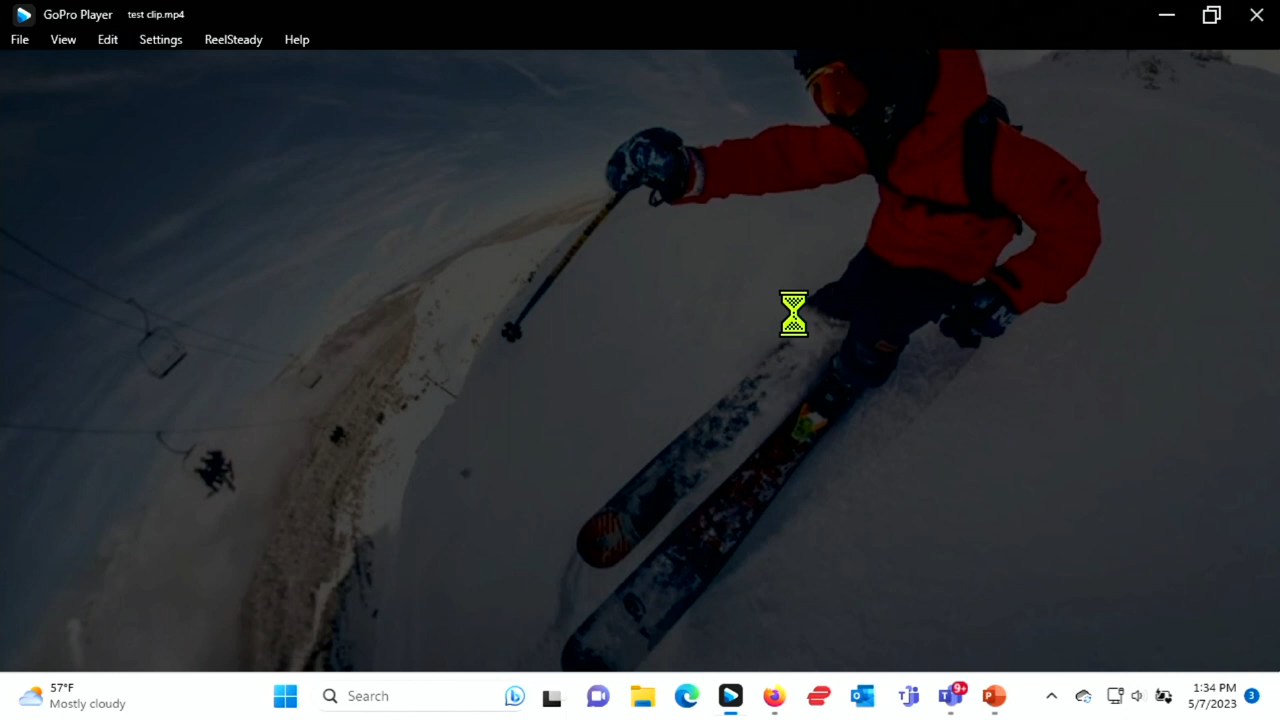 GoPro Player test clip.mp4
File View Edit Settings ReelSteady Help
57°F
Mostly cloudy
Search
9+
1:34 PM
5/7/2023
3